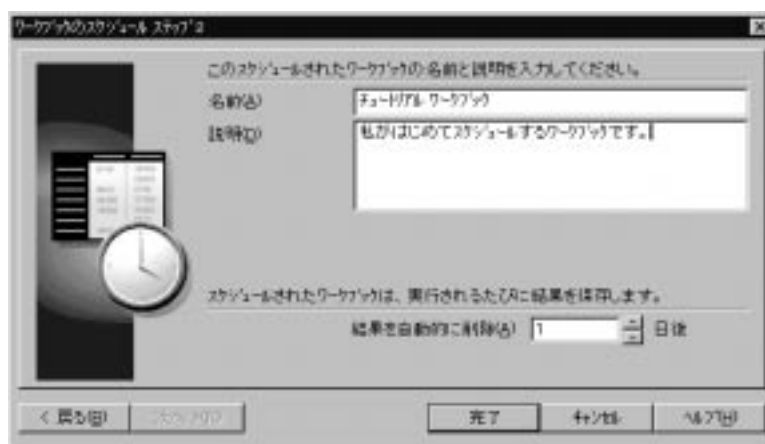 ワークブックのスケジュール ステップ3
このスケジュールされたワークブックの名前と説明を入力してください。
名前(A)
チュートリアル ワークブック
説明(D)
私がはじめてスケジュールするワークブックです。
スケジュールされたワークブックは、実行されるたびに結果を保存します。
結果を自動的に削除(A) 1 日後
< 戻る(B)
完了
キャンセル
ヘルプ(H)